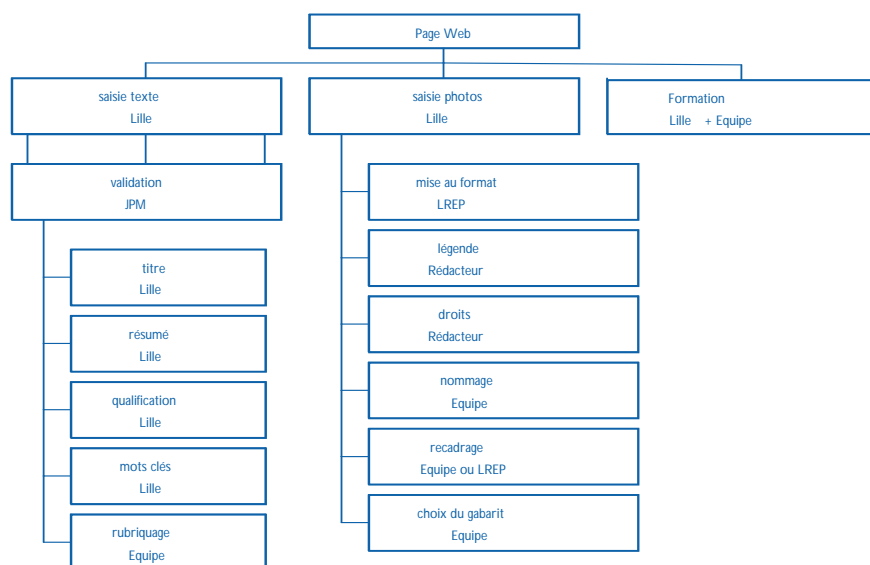 Page Web
saisie texte
Lille
saisie photos
Lille
Formation
Lille + Equipe
validation
JPM
titre
Lille
résumé
Lille
qualification
Lille
mots clés
Lille
rubriquage
Equipe
mise au format
LREP
légende
Rédacteur
droits
Rédacteur
nommage
Equipe
recadrage
Equipe ou LREP
choix du gabarit
Equipe